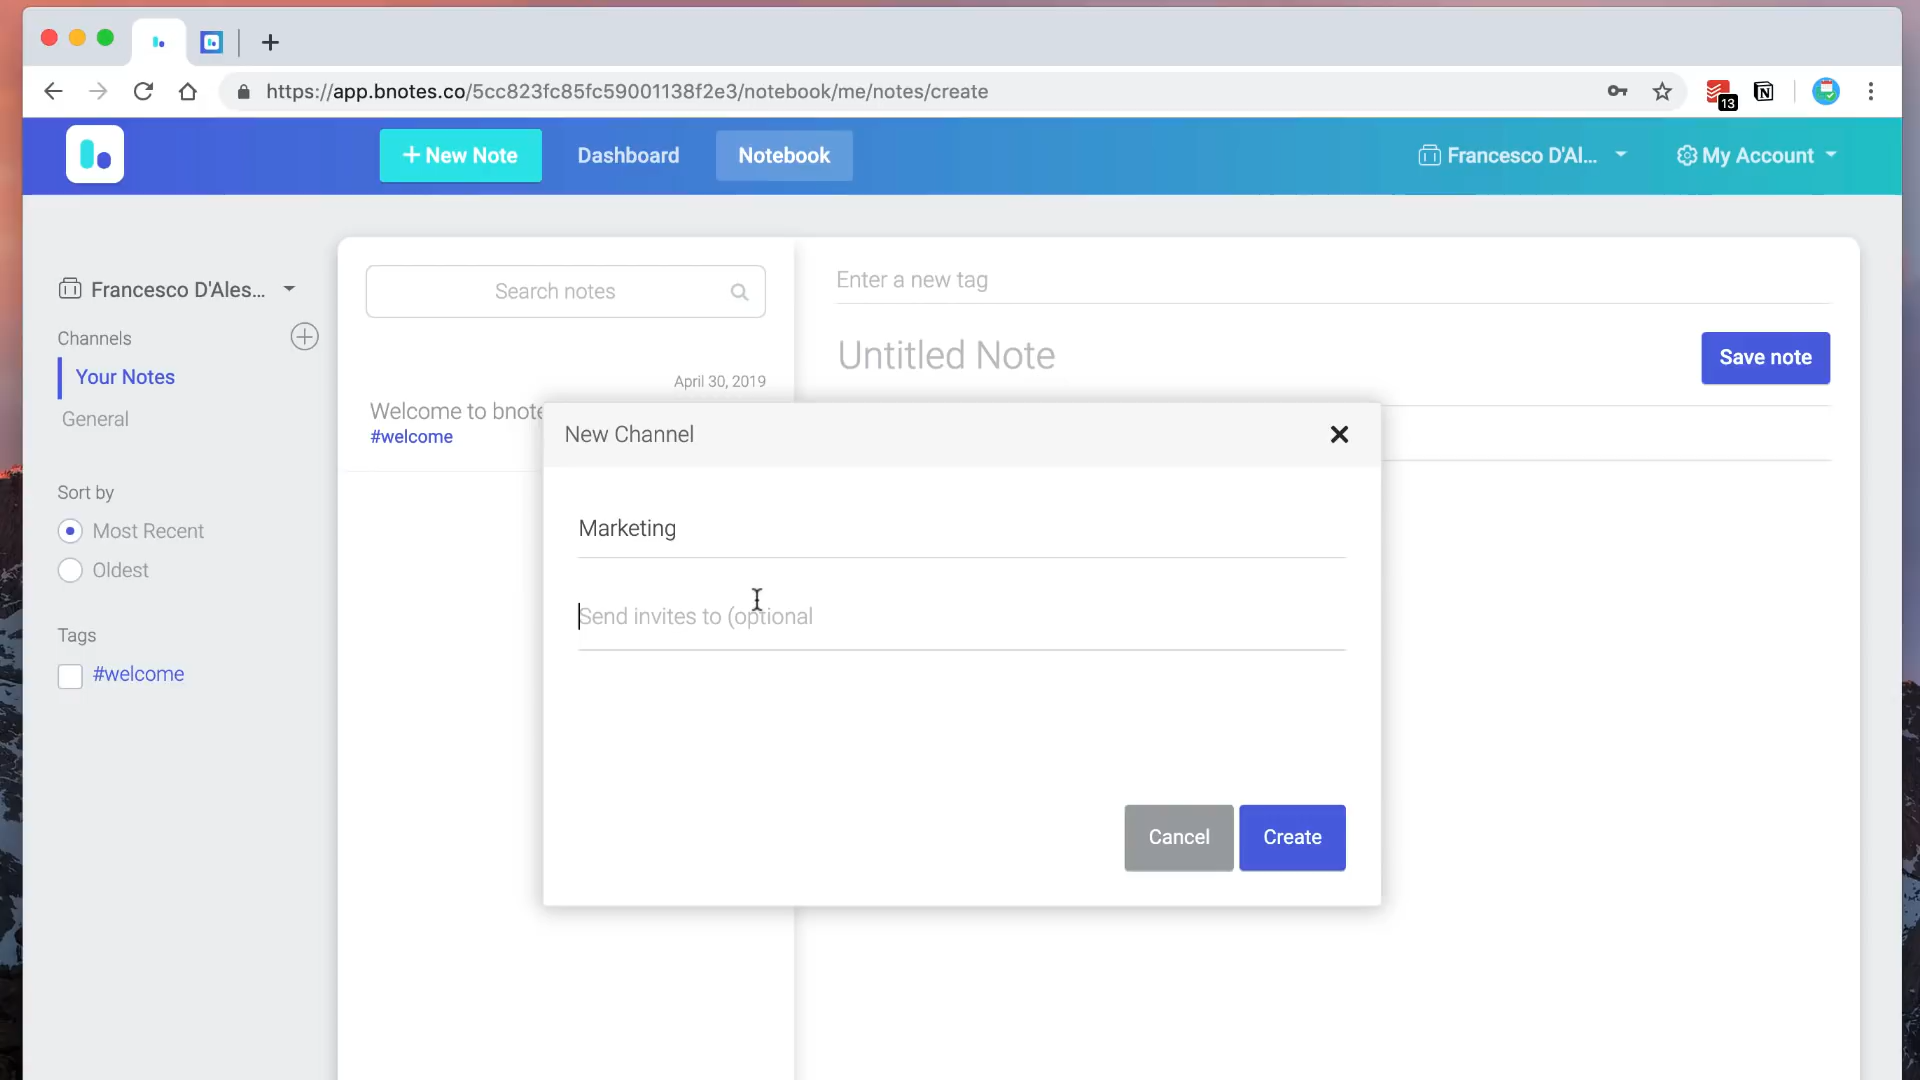 https://app.bnotes.co/5cc823fc85fc59001138f2e3/notebook/me/notes/create
13
+ New Note
Dashboard
Notebook
Francesco D'Al...
My Account
Francesco D'Ales...
Channels
Your Notes
General
Sort by
Most Recent
Oldest
Tags
#welcome
Search notes
April 30, 2019
Welcome to bnote
#welcome
Enter a new tag
Untitled Note
Save note
New Channel
Marketing
Send invites to (optional
Cancel
Create